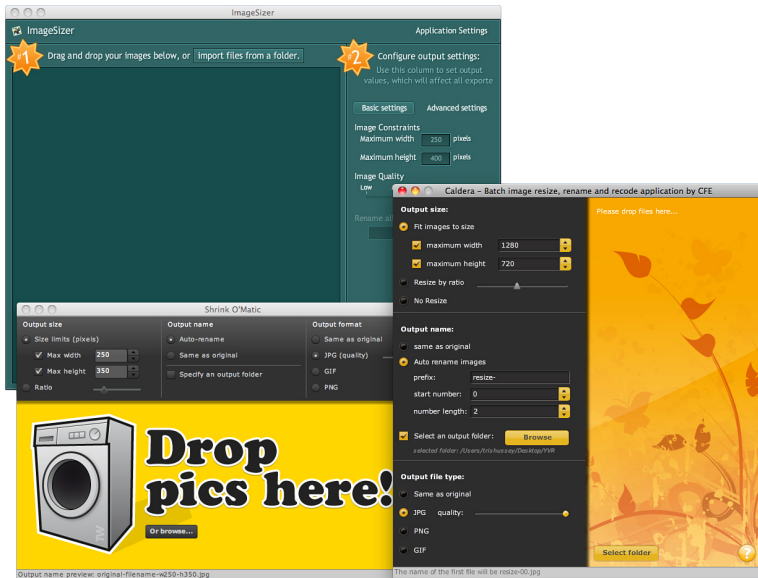 ImageSizer
ImageSizer
Application Settings
#1 Drag and drop your images below, or Import files from a folder.
#2 Configure output settings:
Use this column to set output
values, which will affect all exporte
Basic settings Advanced settings
Image Constraints
Maximum width 250 pixels
Maximum height 400 pixels
Image Quality
Low
Rename all
Shrink O'Matic
Output size
Size limits (pixels)
Max width 250
Max height 350
Ratio
Output name
Auto-rename
Same as original
Specify an output folder
Output format
Same as original
JPG (quality)
GIF
PNG
Drop
pics here!
Or browse...
Output name preview: original-filename-w250-h350.jpg
Caldera - Batch image resize, rename and recode application by CFE
Output size:
Fit images to size
maximum width 1280
maximum height 720
Resize by ratio
No Resize
Output name:
same as original
Auto rename images
prefix: resize-
start number: 0
number length: 2
Select an output folder: Browse
selected folder: /Users/trishussey/Desktop/YVR
Output file type:
Same as original
JPG quality:
PNG
GIF
Please drop files here...
Select folder
?
The name of the first file will be resize-00.jpg